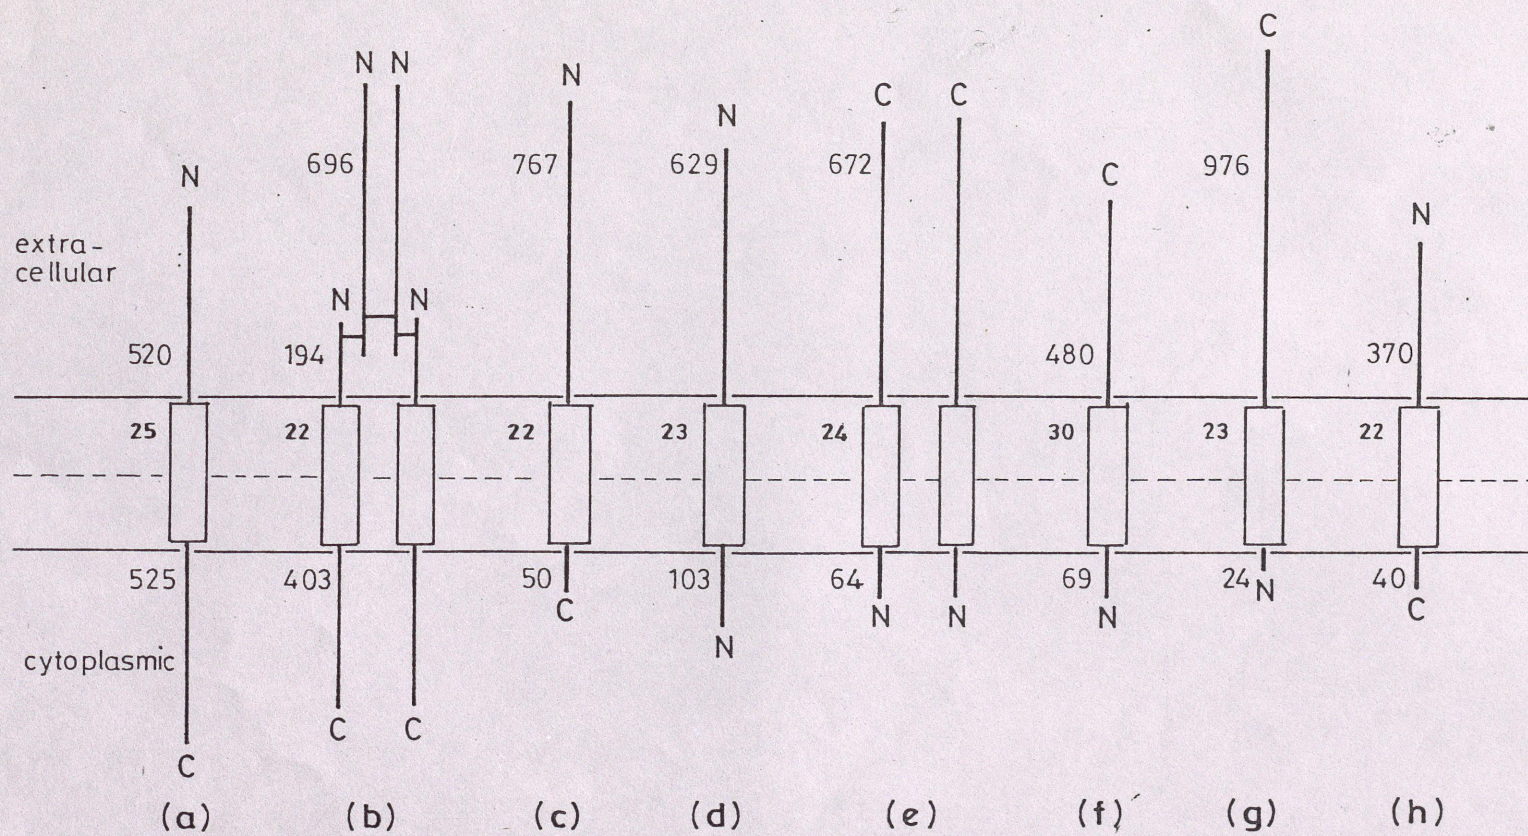 C
N N
N
C C
N
696
767
629
672
C
976
N
N
extra-
cellular
N N
520
194
480
370
25
22
22
23
24
30
23
22
525
403
50
103
64
69
24
N
40
C
N N
N
C
N
cytoplasmic
C C
C
(a) (b) (c) (d) (e) (f) (g) (h)